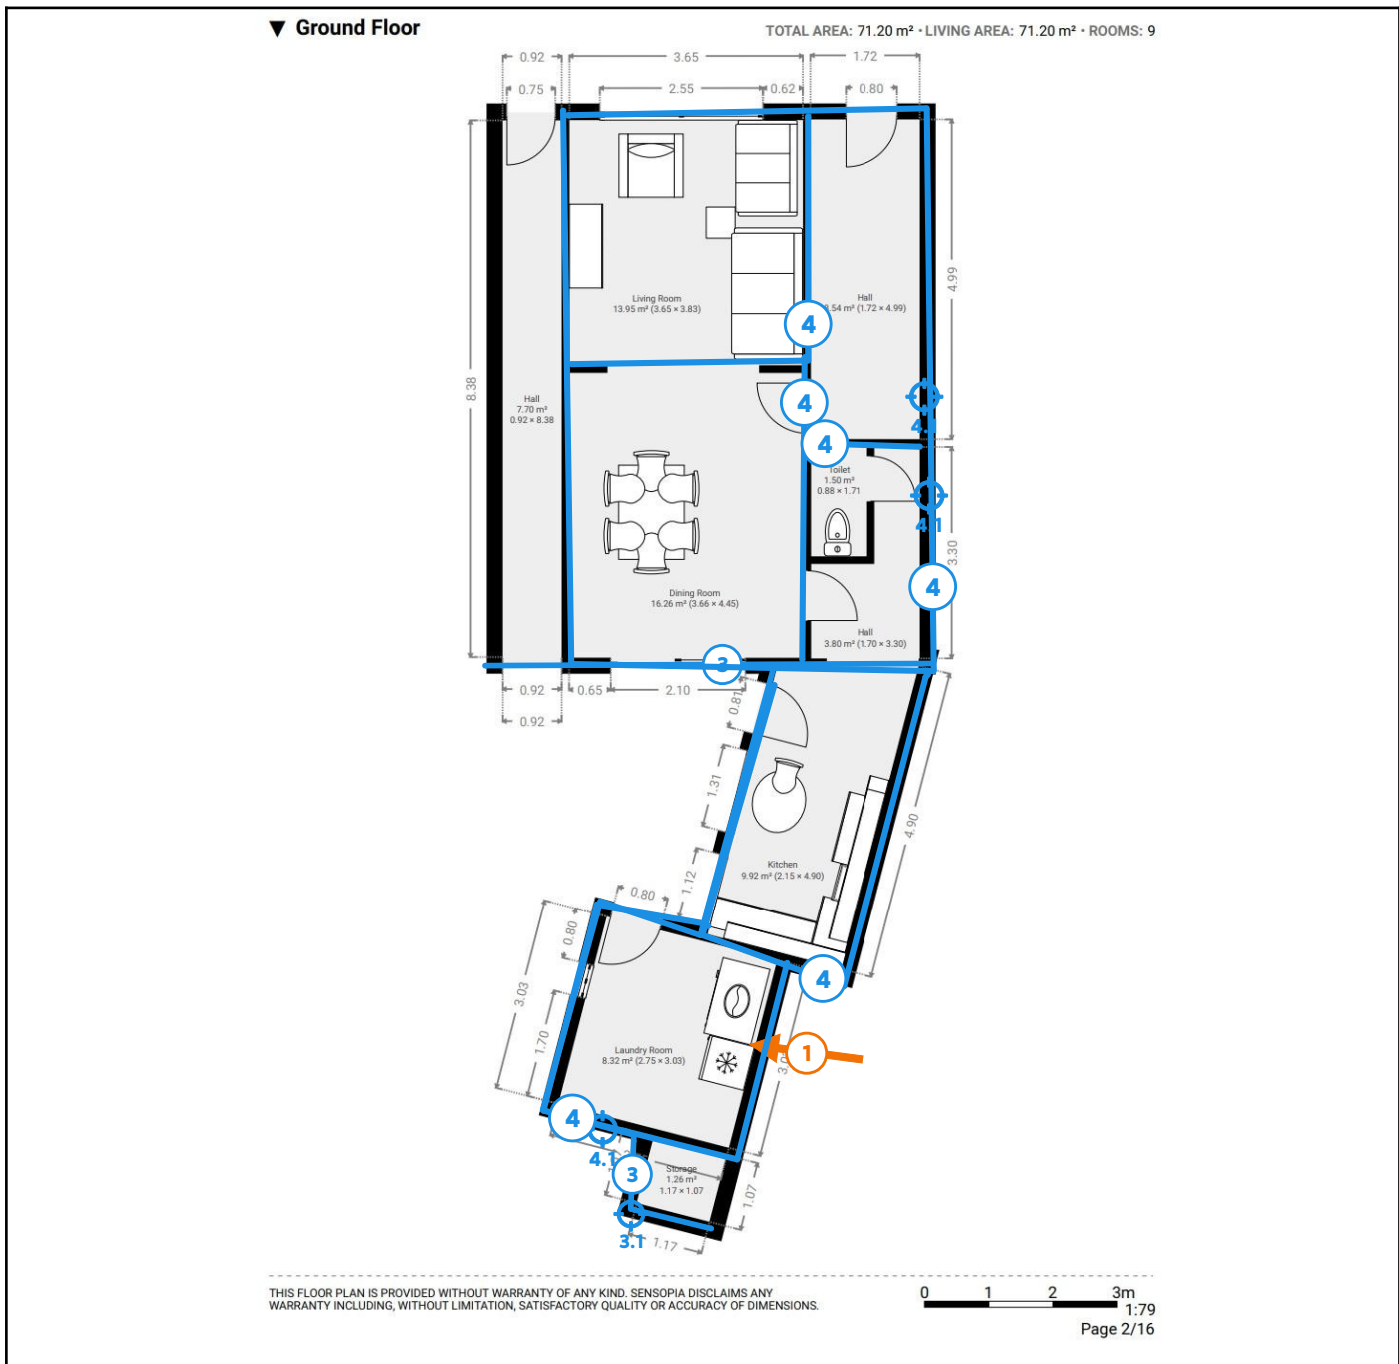 ▼ Ground Floor
TOTAL AREA: 71.20 m² · LIVING AREA: 71.20 m² · ROOMS: 9
0.92
3.65
1.72
0.75
2.55
0.62
0.80
Living Room
13.95 m² (3.65 × 3.83)
Hall
.54 m² (1.72 × 4.99)
4.99
4
8.38
Hall
7.70 m²
0.92 × 8.38
4
4
4
Toilet
1.50 m²
0.88 × 1.71
4.1
3.30
Dining Room
16.26 m² (3.66 × 4.45)
4
Hall
3.80 m² (1.70 × 3.30)
3
0.92
0.65
2.10
0.81
0.92
1.31
4.90
Kitchen
9.92 m² (2.15 × 4.90)
1.12
0.80
0.80
3.03
4
1.70
Laundry Room
8.32 m² (2.75 × 3.03)
1
3.0
4
4.1
3
Storage
1.26 m²
1.17 × 1.07
1.07
3.1
1.17
THIS FLOOR PLAN IS PROVIDED WITHOUT WARRANTY OF ANY KIND. SENSOPIA DISCLAIMS ANY
WARRANTY INCLUDING, WITHOUT LIMITATION, SATISFACTORY QUALITY OR ACCURACY OF DIMENSIONS.
0 1 2 3m
1:79
Page 2/16